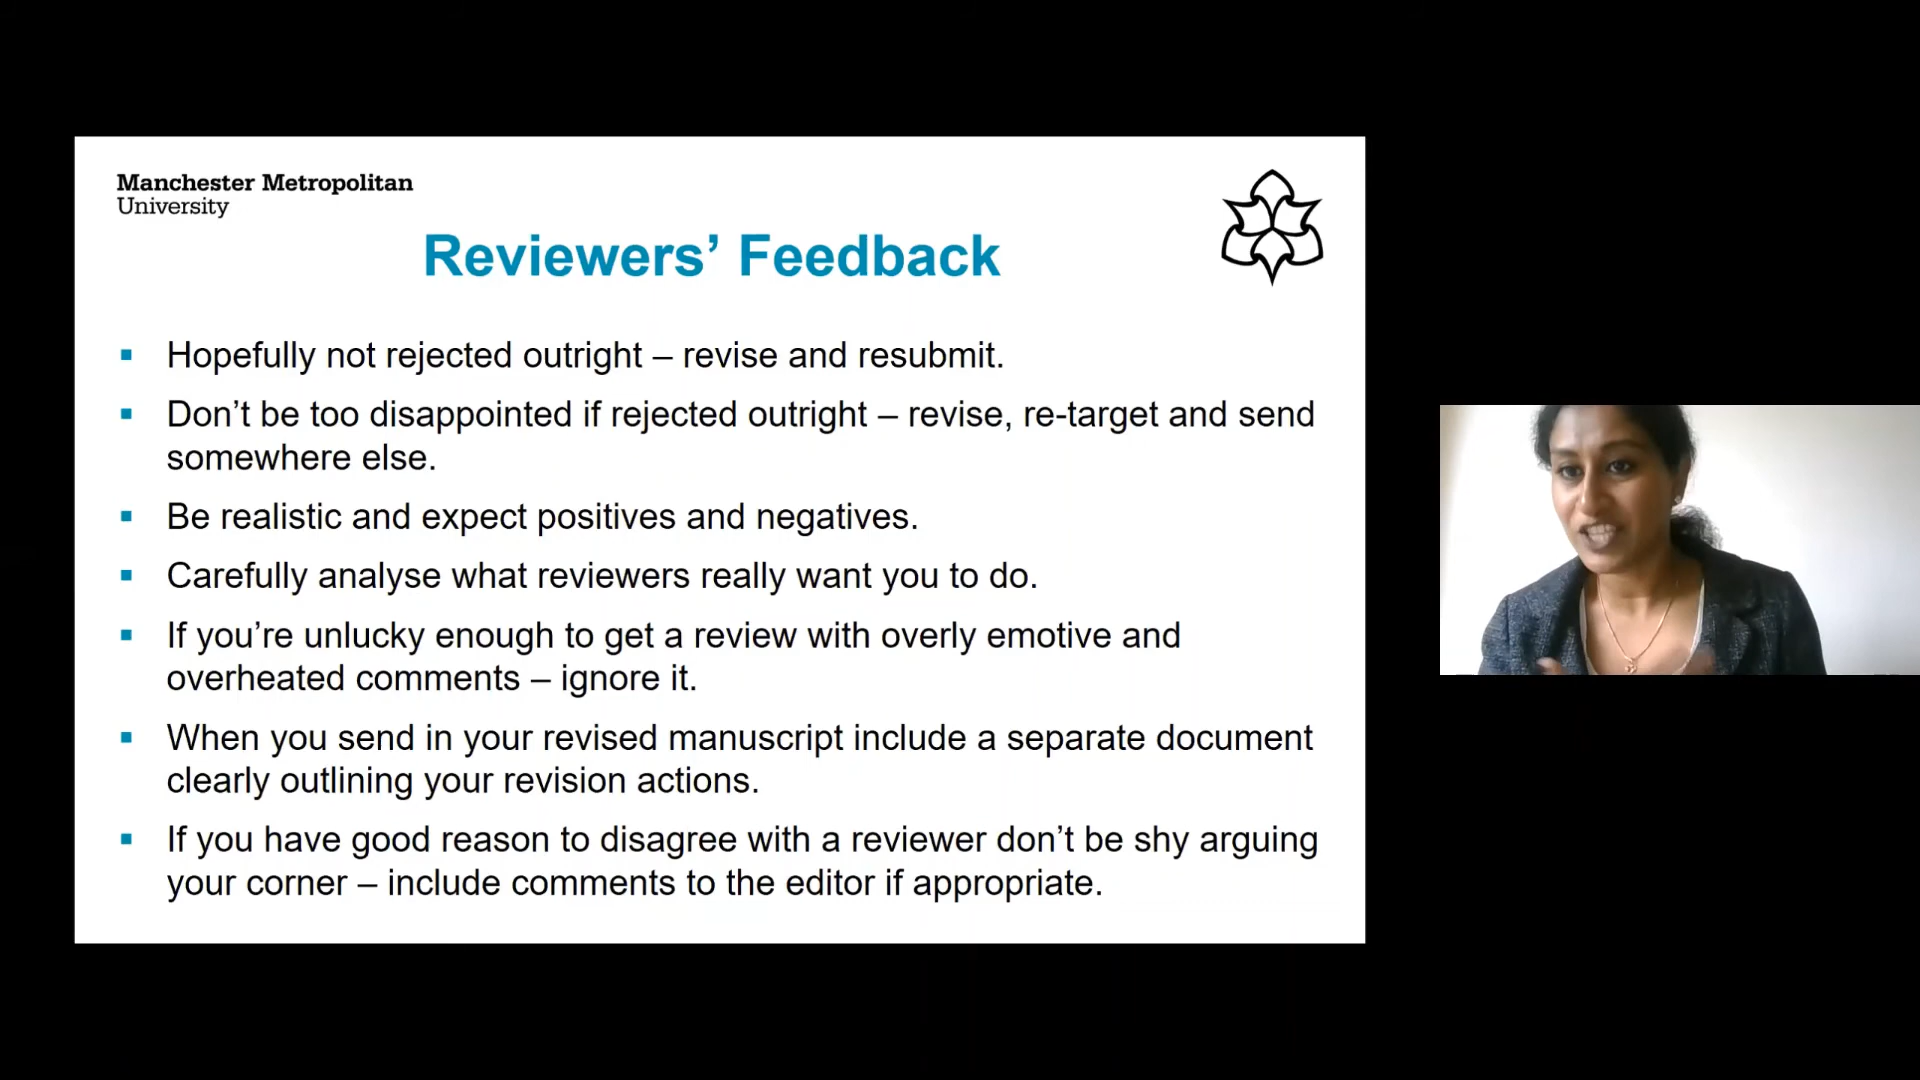 Manchester Metropolitan
University
Reviewers’ Feedback
▪ Hopefully not rejected outright – revise and resubmit.
▪ Don’t be too disappointed if rejected outright – revise, re-target and send
somewhere else.
▪ Be realistic and expect positives and negatives.
▪ Carefully analyse what reviewers really want you to do.
▪ If you’re unlucky enough to get a review with overly emotive and
overheated comments – ignore it.
▪ When you send in your revised manuscript include a separate document
clearly outlining your revision actions.
▪ If you have good reason to disagree with a reviewer don’t be shy arguing
your corner – include comments to the editor if appropriate.